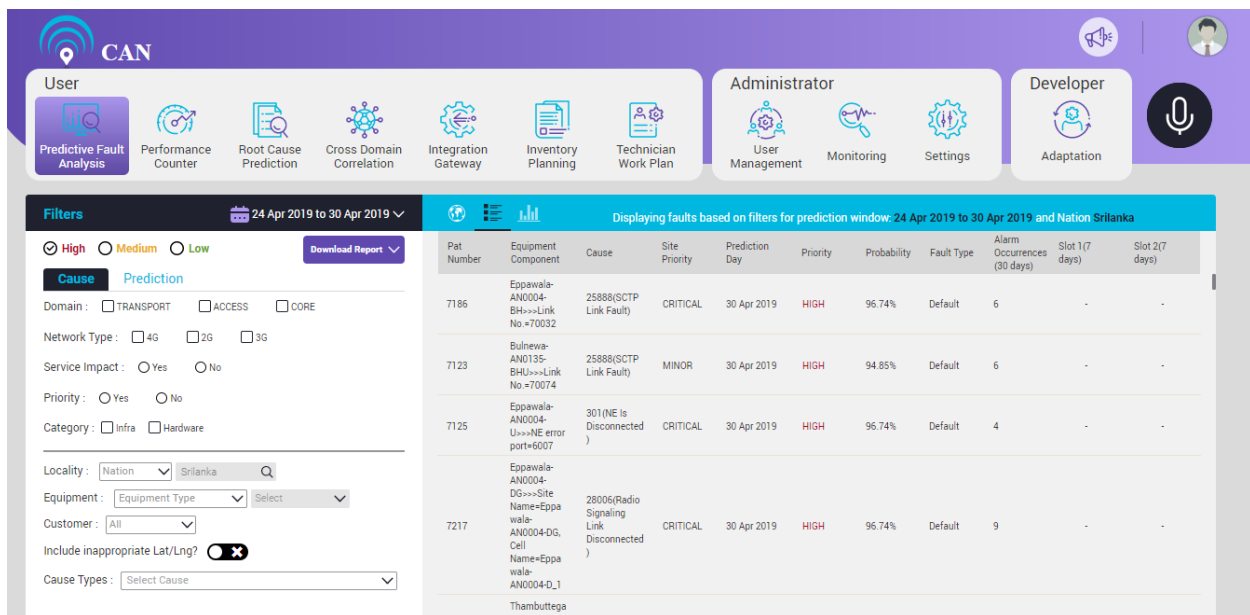 CAN
User
Administrator
Developer
Predictive Fault
Analysis
Performance
Counter
Root Cause
Prediction
Cross Domain
Correlation
Integration
Gateway
Inventory
Planning
Technician
Work Plan
User
Management
Monitoring
Settings
Adaptation
Filters
24 Apr 2019 to 30 Apr 2019
High Medium Low
Download Report
Cause Prediction
Domain : TRANSPORT ACCESS CORE
Network Type : 4G 2G 3G
Service Impact : Yes No
Priority : Yes No
Category : Infra Hardware
Locality : Nation Srilanka
Equipment : Equipment Type Select
Customer : All
Include inappropriate Lat/Lng?
Cause Types : Select Cause
Displaying faults based on filters for prediction window: 24 Apr 2019 to 30 Apr 2019 and Nation Srilanka
Pat
Number
Equipment
Component
Cause
Site
Priority
Prediction
Day
Priority
Probability
Fault Type
Alarm
Occurrences
(30 days)
Slot 1(7
days)
Slot 2(7
days)
7186
Eppawala-
AN0004-
BH>>>Link
No.=70032
25888(SCTP
Link Fault)
CRITICAL
30 Apr 2019
HIGH
96.74%
Default
6
-
-
7123
Bulnewa-
AN0135-
BHU>>>Link
No.=70074
25888(SCTP
Link Fault)
MINOR
30 Apr 2019
HIGH
94.85%
Default
6
-
-
7125
Eppawala-
AN0004-
U>>>NE error
port=6007
301(NE Is
Disconnected
)
CRITICAL
30 Apr 2019
HIGH
96.74%
Default
4
-
-
7217
Eppawala-
AN0004-
DG>>>Site
Name=Eppa
wala-
AN0004-DG,
Cell
Name=Eppa
wala-
AN0004-D_1
28006(Radio
Signaling
Link
Disconnected
)
CRITICAL
30 Apr 2019
HIGH
96.74%
Default
9
-
-
Thambuttega